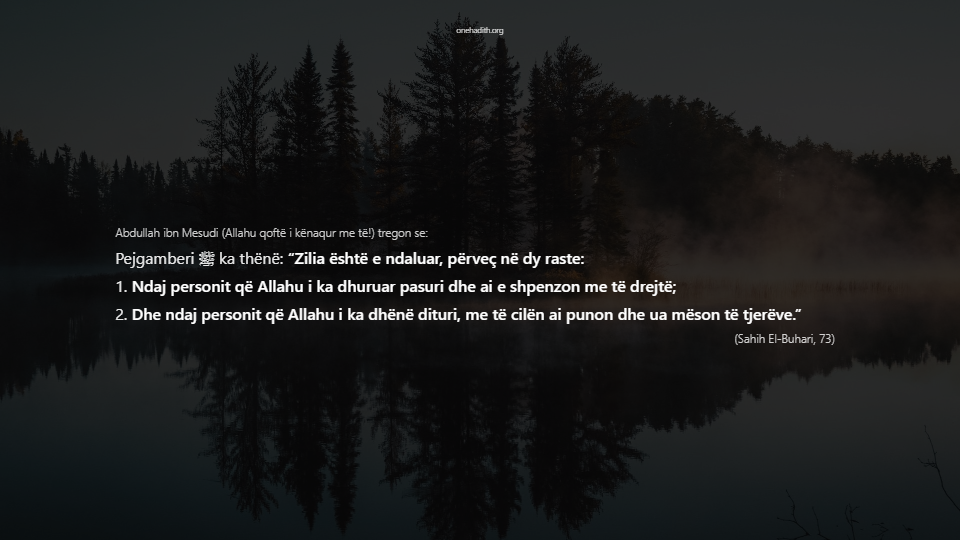 onehadith.org
Abdullah ibn Mesudi (Allahu qoftë i kënaqur me të!) tregon se:
Pejgamberi ﷺ ka thënë: “Zilia është e ndaluar, përveç në dy raste:
1. Ndaj personit që Allahu i ka dhuruar pasuri dhe ai e shpenzon me të drejtë;
2. Dhe ndaj personit që Allahu i ka dhënë dituri, me të cilën ai punon dhe ua mëson të tjerëve.”
(Sahih El-Buhari, 73)